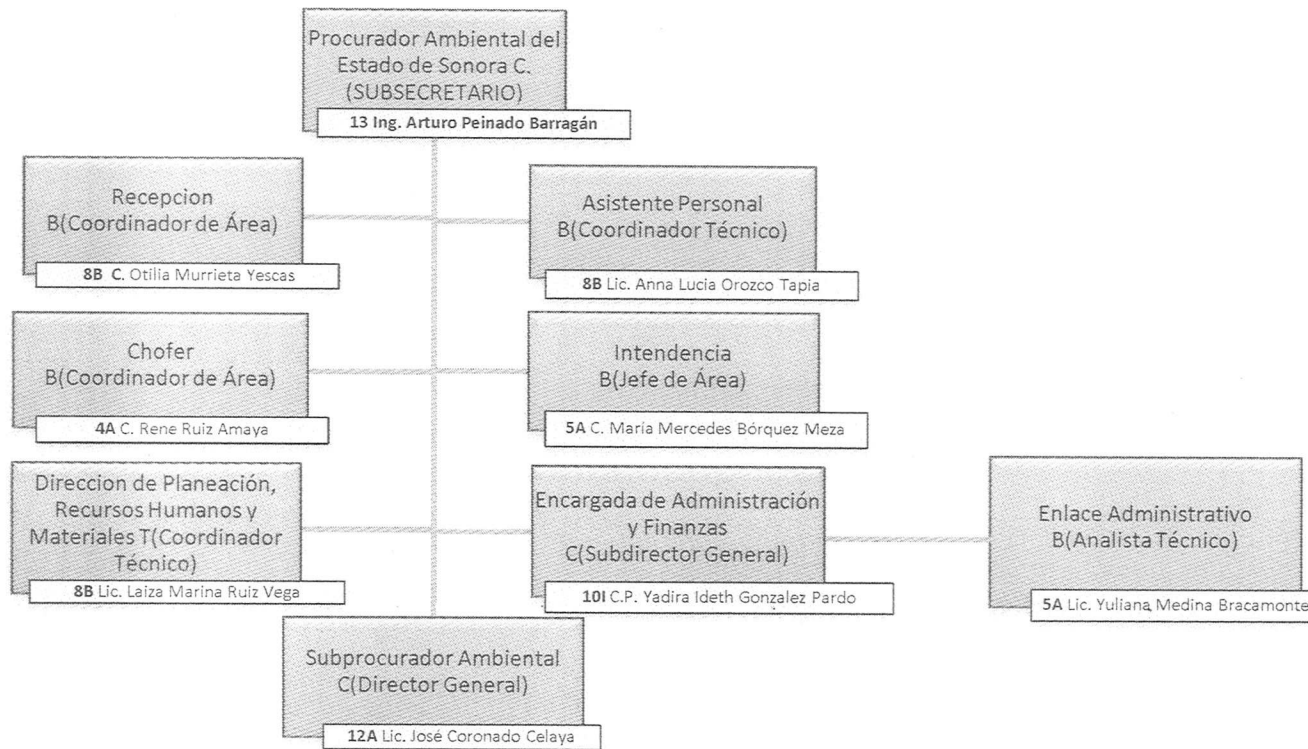 Procurador Ambiental del
Estado de Sonora C.
(SUBSECRETARIO)
13 Ing. Arturo Peinado Barragán
Recepcion
B(Coordinador de Área)
8B C. Otilia Murrieta Yescas
Asistente Personal
B(Coordinador Técnico)
8B Lic. Anna Lucia Orozco Tapia
Chofer
B(Coordinador de Área)
4A C. Rene Ruiz Amaya
Intendencia
B(Jefe de Área)
5A C. María Mercedes Bórquez Meza
Direccion de Planeación,
Recursos Humanos y
Materiales T(Coordinador
Técnico)
8B Lic. Laiza Marina Ruiz Vega
Encargada de Administración
y Finanzas
C(Subdirector General)
10I C.P. Yadira Ideth Gonzalez Pardo
Enlace Administrativo
B(Analista Técnico)
5A Lic. Yuliana Medina Bracamonte
Subprocurador Ambiental
C(Director General)
12A Lic. José Coronado Celaya